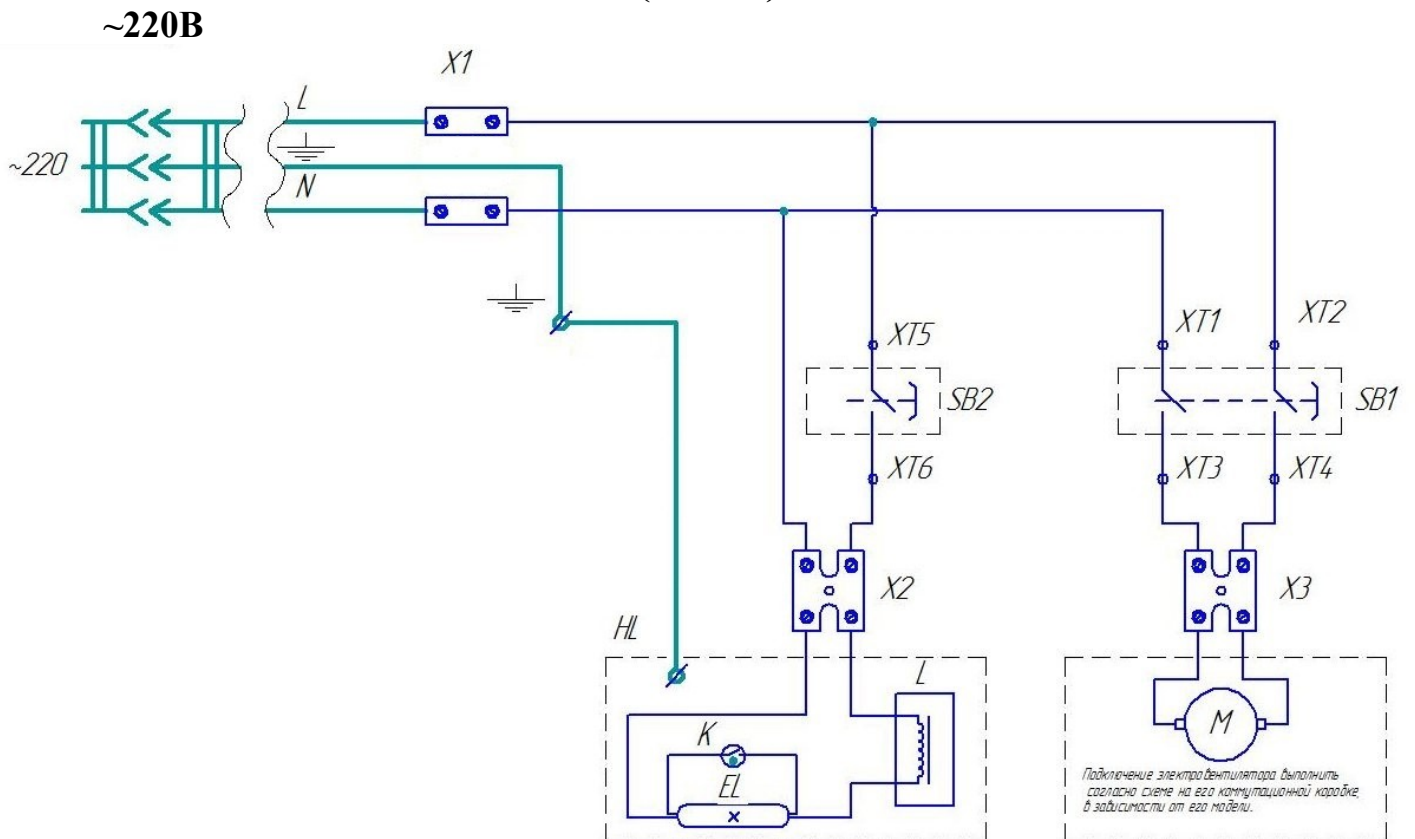 ~220В
X1
L
~220
N
XT5
XT1
XT2
SB2
SB1
XT6
XT3
XT4
X2
X3
HL
L
K
M
EL
Подключение электровентилятора выполнить
согласно схеме на его коммутационной коробке,
в зависимости от его модели.